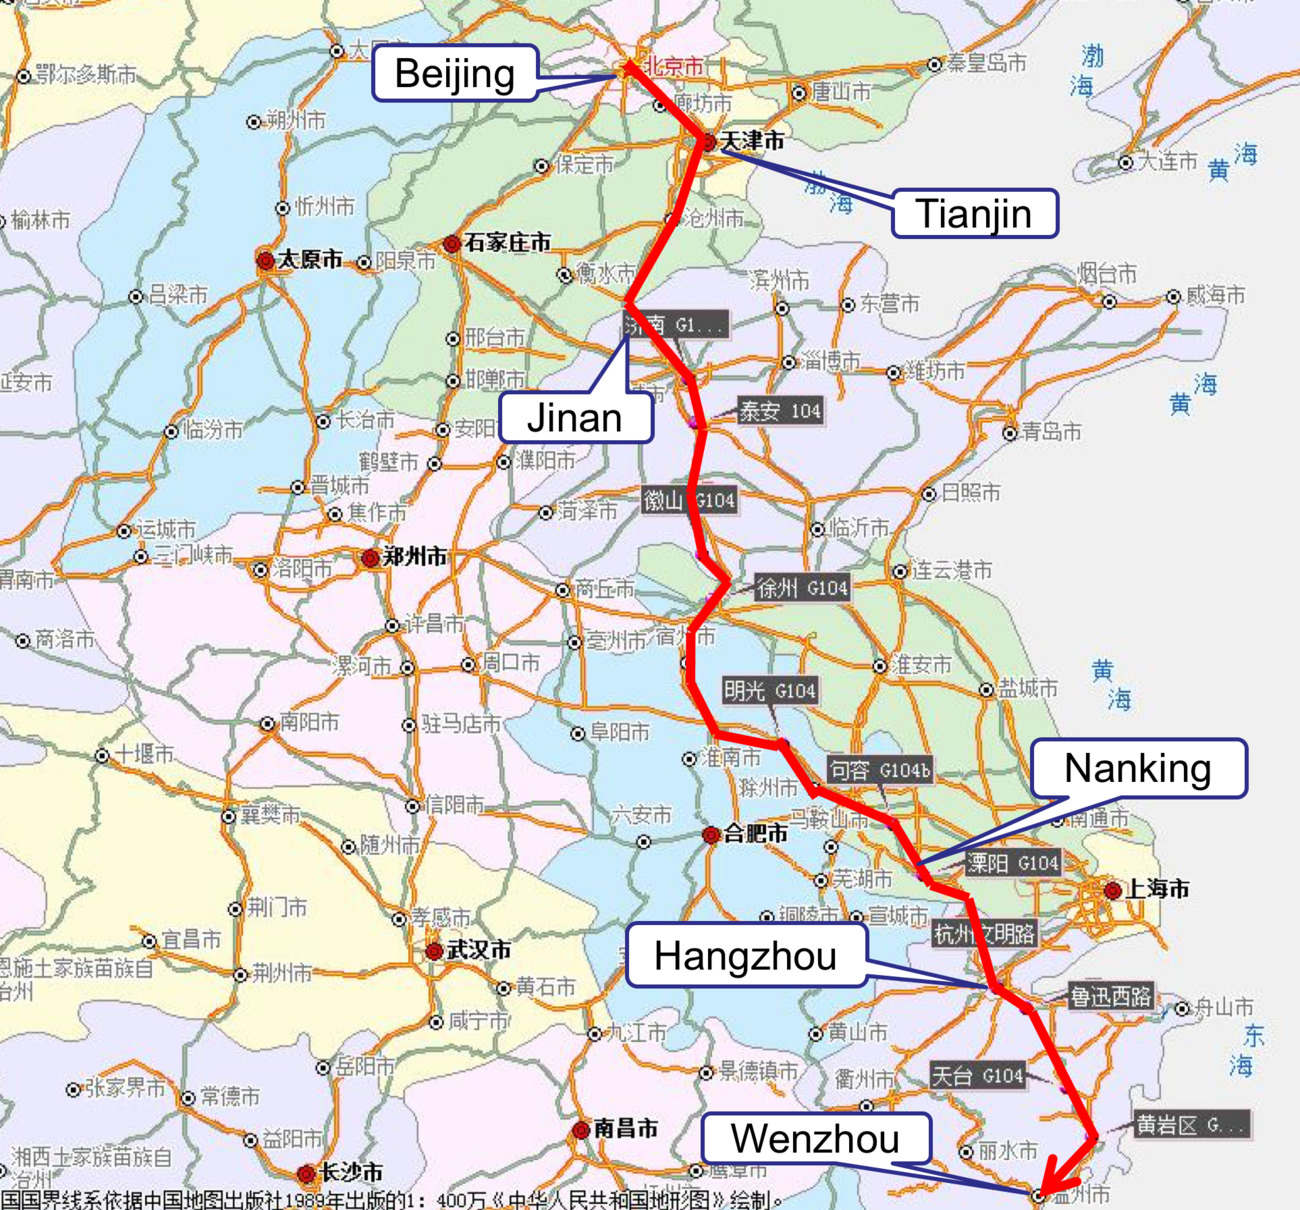 鄂尔多斯市
北京市
秦皇岛市
渤
海
Beijing
廊坊市
唐山市
朔州市
天津市
大连市
黄
海
保定市
渤
海
榆林市
忻州市
沧州市
Tianjin
石家庄市
太原市
阳泉市
衡水市
滨州市
烟台市
吕梁市
东营市
威海市
济南 G1...
邢台市
淄博市
潍坊市
延安市
邯郸市
黄
海
Jinan
泰安 104
长治市
临汾市
安阳
青岛市
鹤壁市
濮阳市
晋城市
徽山 G104
日照市
焦作市
菏泽市
运城市
临沂市
三门峡市
郑州市
洛阳市
连云港市
渭南市
商丘市
徐州 G104
商洛市
许昌市
亳州市
宿州市
漯河市
周口市
淮安市
黄
海
盐城市
明光 G104
南阳市
驻马店市
阜阳市
十堰市
淮南市
句容 G104b
Nanking
滁州市
襄樊市
信阳市
六安市
马鞍山市
南通市
合肥市
随州市
溧阳 G104
芜湖市
上海市
荆门市
孝感市
铜陵市
宣城市
杭州文明路
宜昌市
武汉市
Hangzhou
恩施土家族苗族自
治州
荆州市
黄石市
鲁迅西路
舟山市
咸宁市
九江市
黄山市
东
海
岳阳市
景德镇市
衢州市
天台 G104
张家界市
常德市
南昌市
黄岩区 G...
益阳市
Wenzhou
丽水市
湘西土家族苗族自
治州
长沙市
鹰潭市
温州市
国国界线系依据中国地图出版社1989年出版的1：400万《中华人民共和国地形图》绘制。